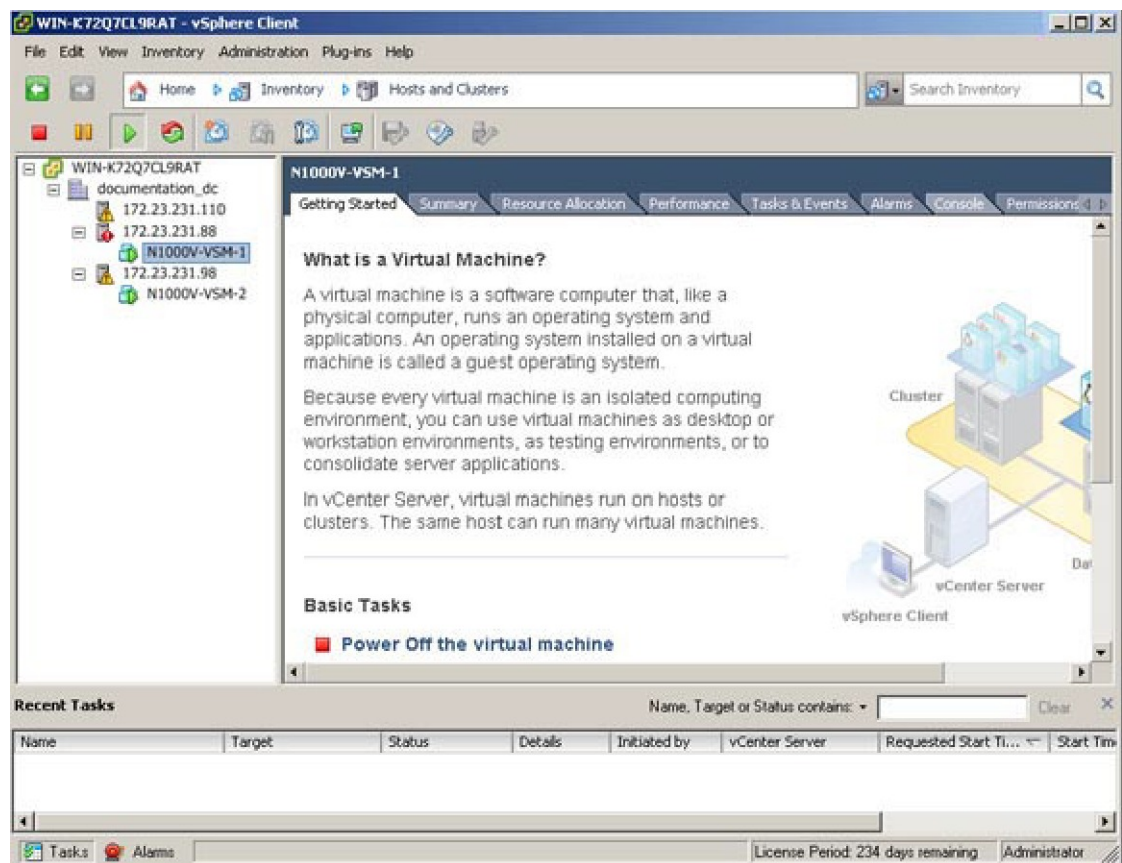 WIN-K72Q7CL9RAT - vSphere Client
File Edit View Inventory Administration Plug-ins Help
Home Inventory Hosts and Clusters Search Inventory
WIN-K72Q7CL9RAT
documentation_dc
172.23.231.110
172.23.231.88
N1000V-VSM-1
172.23.231.98
N1000V-VSM-2
N1000V-VSM-1
Getting Started Summary Resource Allocation Performance Tasks & Events Alarms Console Permissions
What is a Virtual Machine?
A virtual machine is a software computer that, like a
physical computer, runs an operating system and
applications. An operating system installed on a virtual
machine is called a guest operating system.
Because every virtual machine is an isolated computing
environment, you can use virtual machines as desktop or
workstation environments, as testing environments, or to
consolidate server applications.
In vCenter Server, virtual machines run on hosts or
clusters. The same host can run many virtual machines.
Cluster
Dat
vCenter Server
vSphere Client
Basic Tasks
Power Off the virtual machine
Recent Tasks Name, Target or Status contains: Clear
Name Target Status Details Initiated by vCenter Server Requested Start Ti... Start Tim
Tasks Alarms License Period: 234 days remaining Administrator